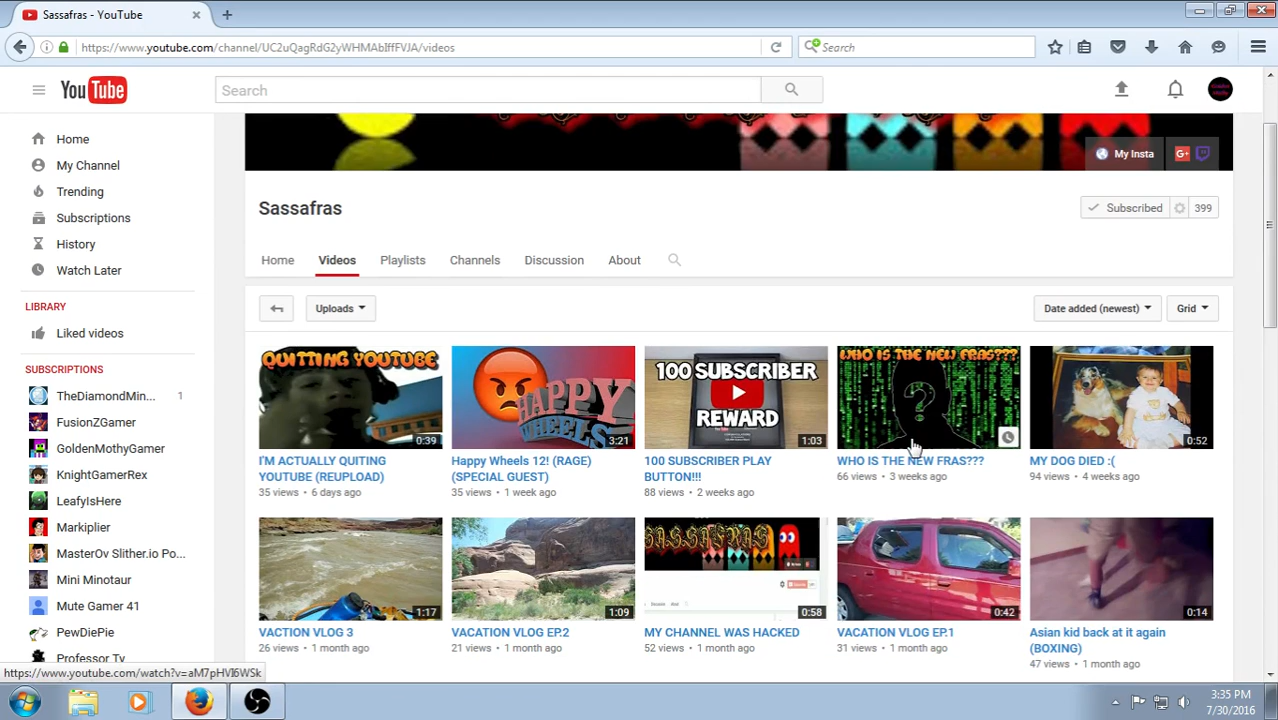 Sassafras - YouTube
https://www.youtube.com/channel/UC2uQagRdG2yWHMAbIffFVJA/videos
Search
YouTube
Search
Home
My Channel
Trending
Subscriptions
History
Watch Later
LIBRARY
Liked videos
SUBSCRIPTIONS
TheDiamondMin... 1
FusionZGamer
GoldenMothyGamer
KnightGamerRex
LeafyIsHere
Markiplier
MasterOv Slither.io Po...
Mini Minotaur
Mute Gamer 41
PewDiePie
Professor Tv
My Insta
G+
Sassafras
Subscribed 399
Home Videos Playlists Channels Discussion About
Uploads
Date added (newest) Grid
QUITTING YOUTUBE
0:39
I'M ACTUALLY QUITING
YOUTUBE (REUPLOAD)
35 views • 6 days ago
HAPPY
WHEELS
3:21
Happy Wheels 12! (RAGE)
(SPECIAL GUEST)
35 views • 1 week ago
100 SUBSCRIBER
REWARD
1:03
100 SUBSCRIBER PLAY
BUTTON!!!
88 views • 2 weeks ago
WHO IS THE NEW FRAS???
?
WHO IS THE NEW FRAS???
66 views • 3 weeks ago
0:52
MY DOG DIED :(
94 views • 4 weeks ago
1:17
VACTION VLOG 3
26 views • 1 month ago
1:09
VACATION VLOG EP.2
21 views • 1 month ago
SASSAFRAS
0:58
MY CHANNEL WAS HACKED
52 views • 1 month ago
0:42
VACATION VLOG EP.1
31 views • 1 month ago
0:14
Asian kid back at it again
(BOXING)
47 views • 1 month ago
https://www.youtube.com/watch?v=aM7pHVI6WSk
3:35 PM
7/30/2016